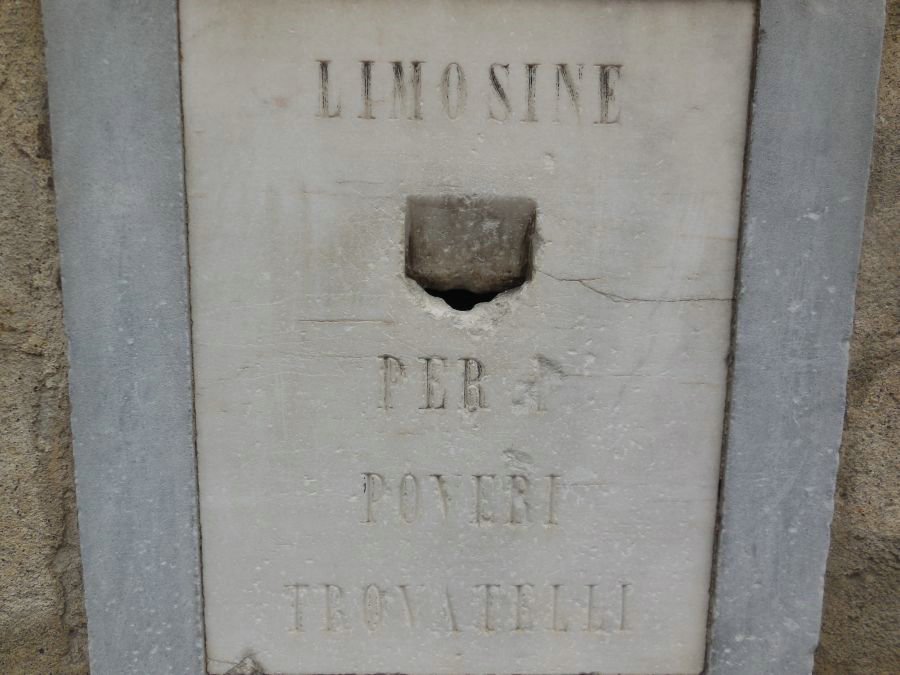 LIMOSINE
PER I
POVERI
TROVATELLI